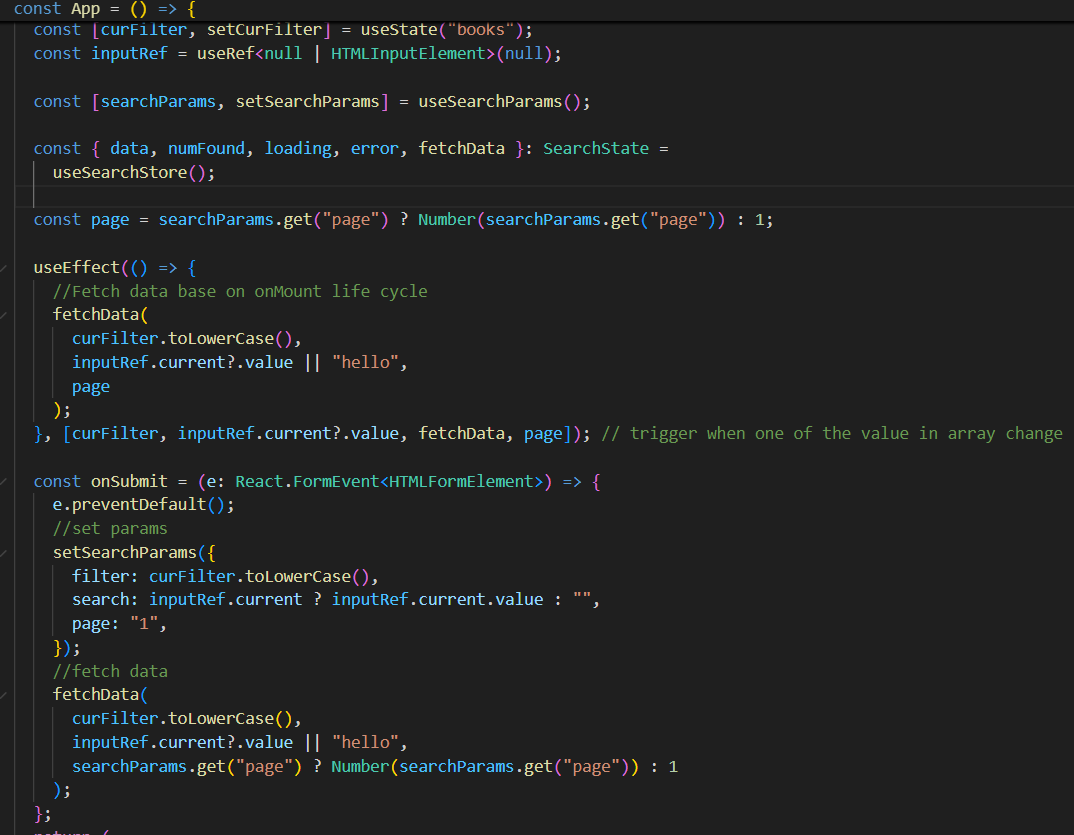 const App = () => {
const [curFilter, setCurFilter] = useState("books");
const inputRef = useRef<null | HTMLInputElement>(null);
const [searchParams, setSearchParams] = useSearchParams();
const { data, numFound, loading, error, fetchData }: SearchState =
useSearchStore();
const page = searchParams.get("page") ? Number(searchParams.get("page")) : 1;
useEffect(() => {
//Fetch data base on onMount life cycle
fetchData(
curFilter.toLowerCase(),
inputRef.current?.value || "hello",
page
);
}, [curFilter, inputRef.current?.value, fetchData, page]); // trigger when one of the value in array change
const onSubmit = (e: React.FormEvent<HTMLFormElement>) => {
e.preventDefault();
//set params
setSearchParams({
filter: curFilter.toLowerCase(),
search: inputRef.current ? inputRef.current.value : "",
page: "1",
});
//fetch data
fetchData(
curFilter.toLowerCase(),
inputRef.current?.value || "hello",
searchParams.get("page") ? Number(searchParams.get("page")) : 1
);
};
return (